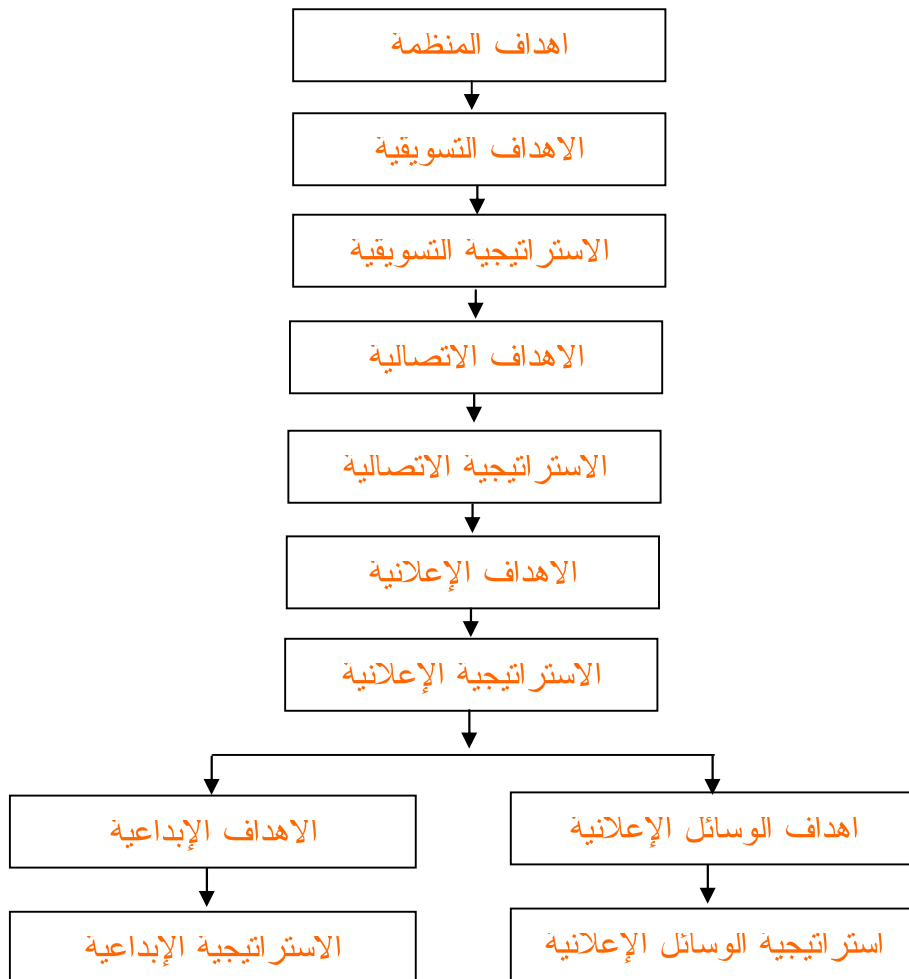 اهداف المنظمة
الاهداف التسويقية
الاستراتيجية التسويقية
الاهداف الاتصالية
الاستراتيجية الاتصالية
الاهداف الإعلانية
الاستراتيجية الإعلانية
اهداف الوسائل الإعلانية
الاهداف الإبداعية
استراتيجية الوسائل الإعلانية
الاستراتيجية الإبداعية